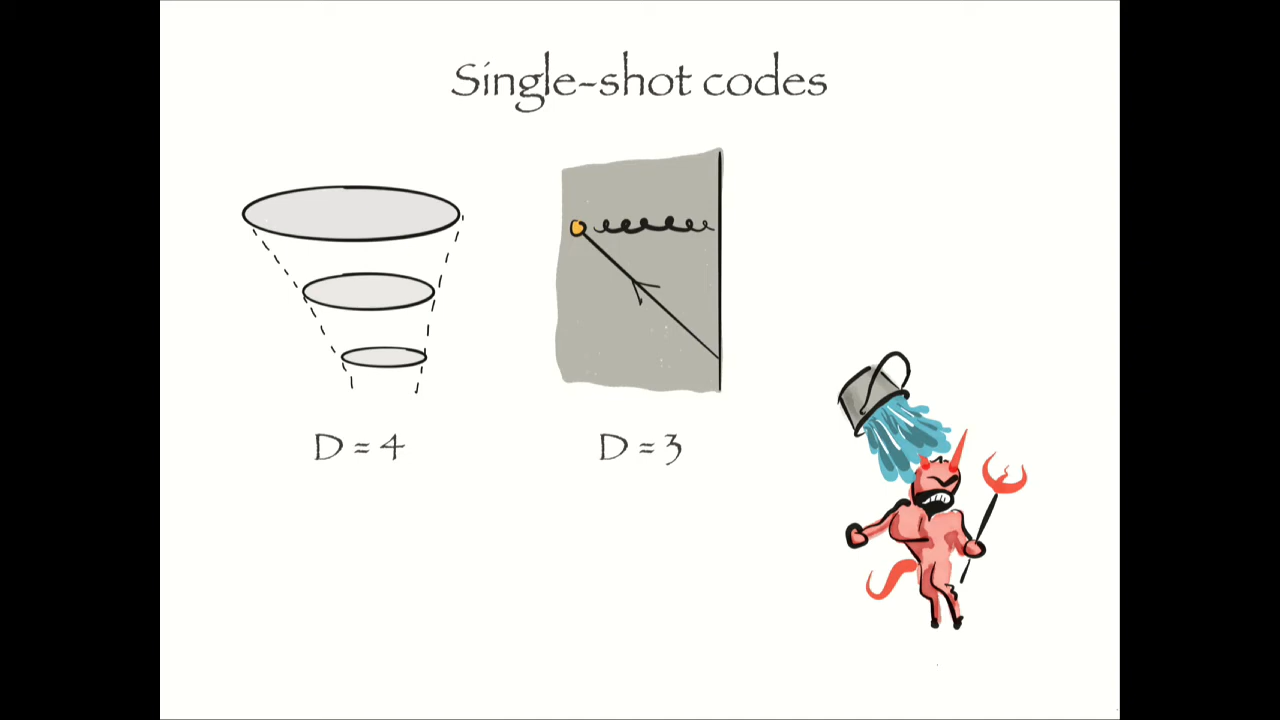 Single-shot codes
D = 4
D = 3